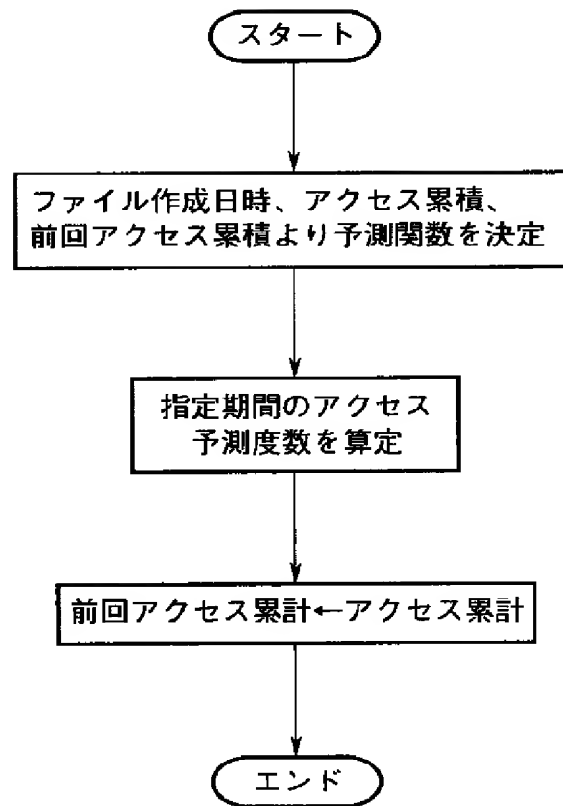 スタート
ファイル作成日時、アクセス累積、
前回アクセス累積より予測関数を決定
指定期間のアクセス
予測度数を算定
前回アクセス累計←アクセス累計
エンド